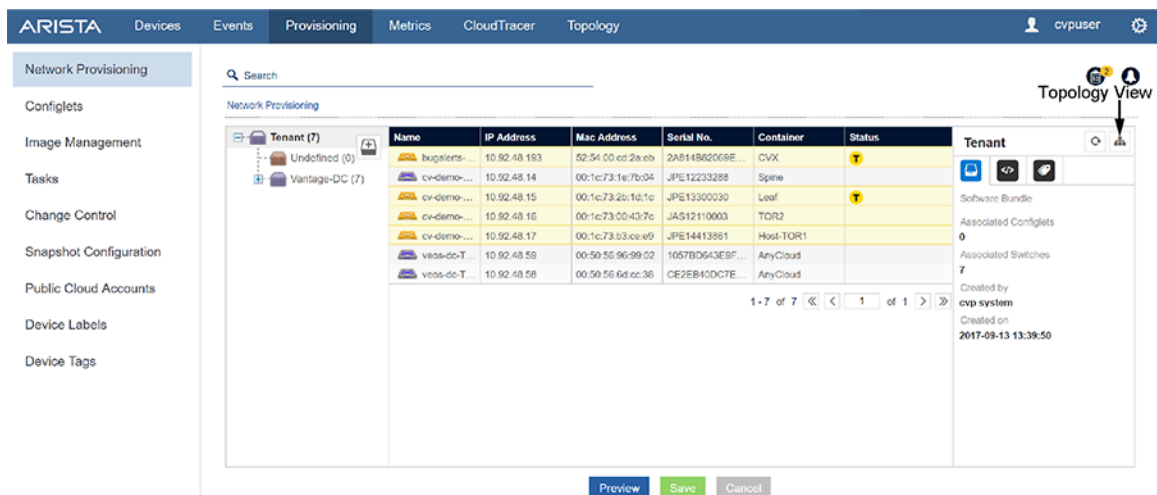 ARISTA Devices Events Provisioning Metrics CloudTracer Topology cvpuser
Network Provisioning
Configlets
Image Management
Tasks
Change Control
Snapshot Configuration
Public Cloud Accounts
Device Labels
Device Tags
Search
2
Topology View
Network Provisioning
Tenant (7)
Undefined (0)
Vantage-DC (7)
Name IP Address Mac Address Serial No. Container Status
bugalerts-... 10.92.48.193 52:54:00:cd:2a:eb 2A814B82069E... CVX T
cv-demo-... 10.92.48.14 00:1c:73:1e:7b:04 JPE12233288 Spine
cv-demo-... 10.92.48.15 00:1c:73:2b:1d:1c JPE13300030 Leaf T
cv-demo-... 10.92.48.16 00:1c:73:00:43:7c JAS12110003 TOR2
cv-demo-... 10.92.48.17 00:1c:73:b3:ce:e9 JPE14413861 Host-TOR1
veos-dc-T... 10.92.48.59 00:50:56:96:99:02 1057BD643E9F... AnyCloud
veos-dc-T... 10.92.48.58 00:50:56:6d:cc:38 CE2EB40DC7E... AnyCloud
1 - 7 of 7 1 of 1
Tenant
Software Bundle
Associated Configlets
0
Associated Switches
7
Created by
cvp system
Created on
2017-09-13 13:39:50
Preview Save Cancel